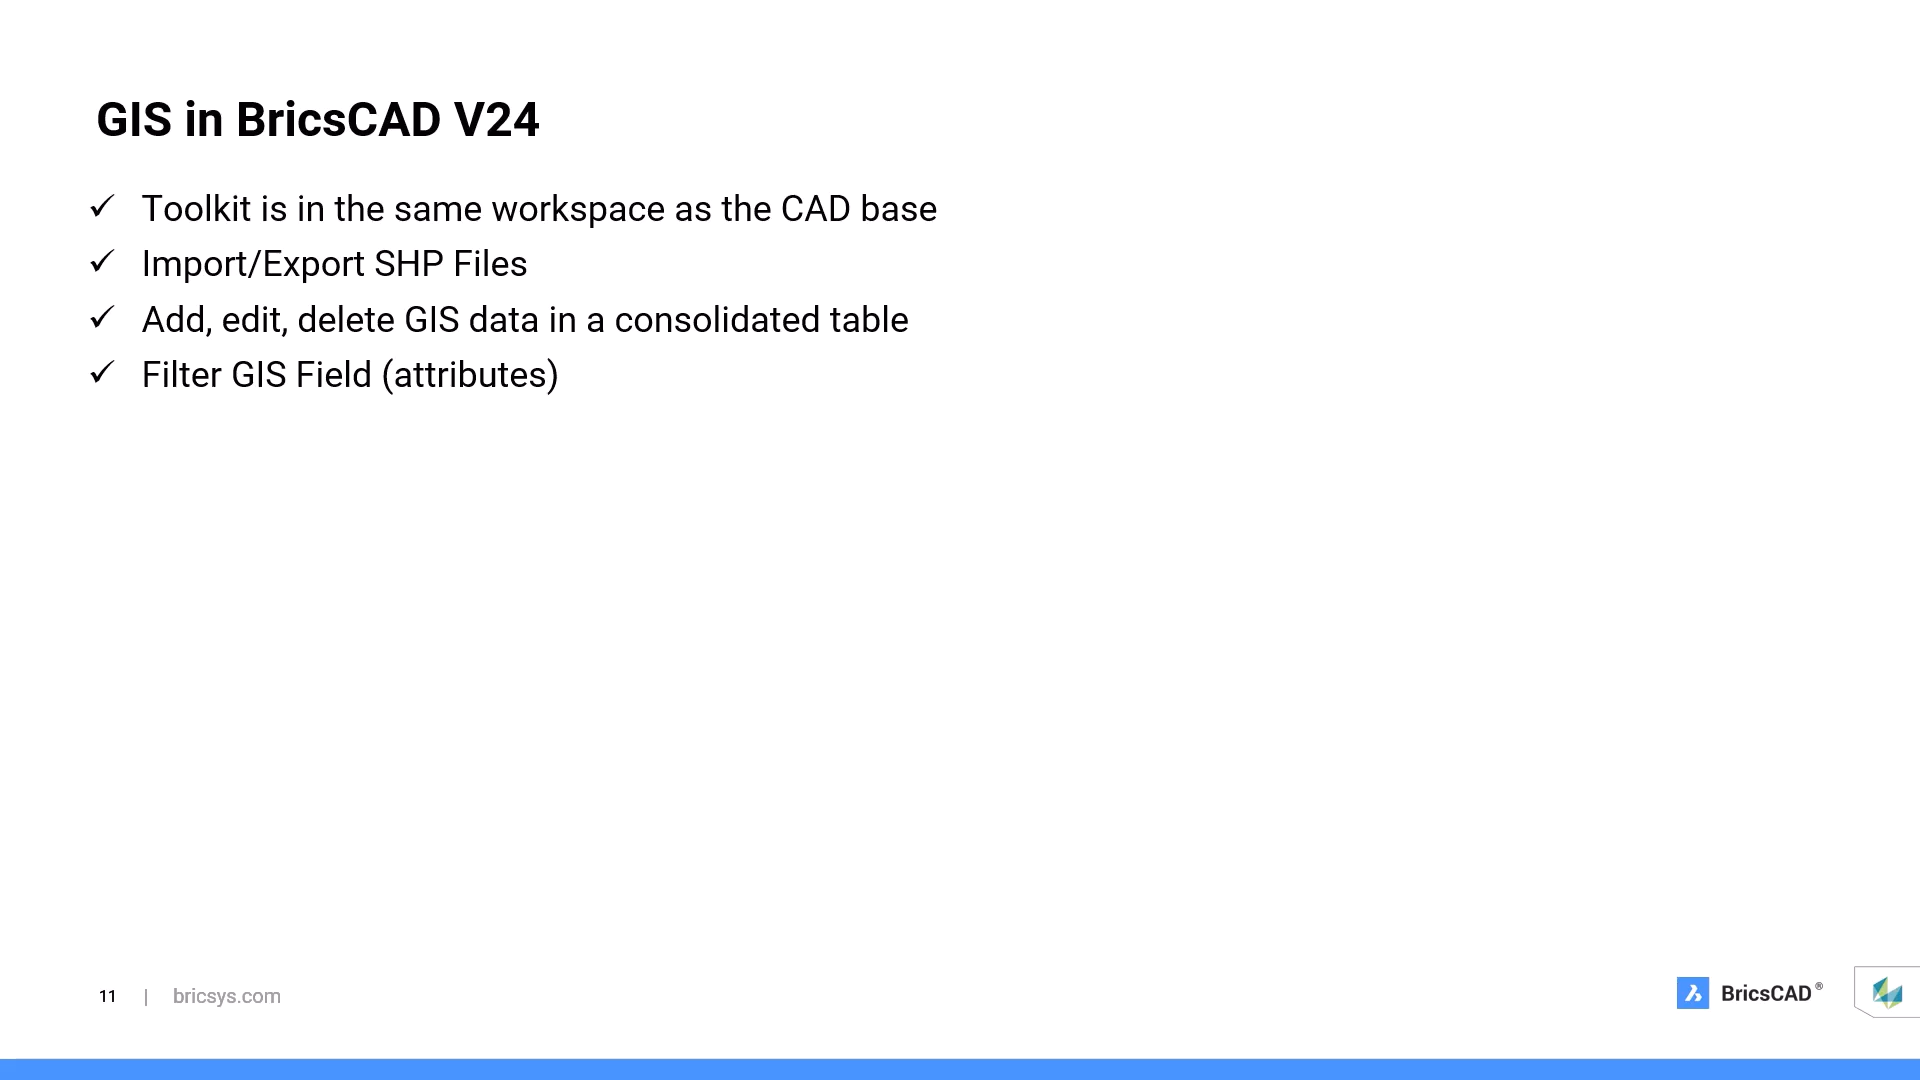 GIS in BricsCAD V24
✓ Toolkit is in the same workspace as the CAD base
✓ Import/Export SHP Files
✓ Add, edit, delete GIS data in a consolidated table
✓ Filter GIS Field (attributes)
11 | bricsys.com
BricsCAD®